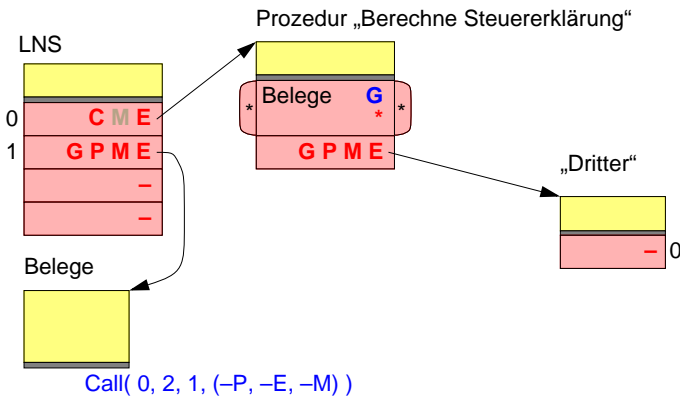 Prozedur „Berechne Steuererklärung“
LNS
* Belege G *
*
0 C M E
1 G P M E
G P M E
–
–
„Dritter“
– 0
Belege
Call( 0, 2, 1, (–P, –E, –M) )